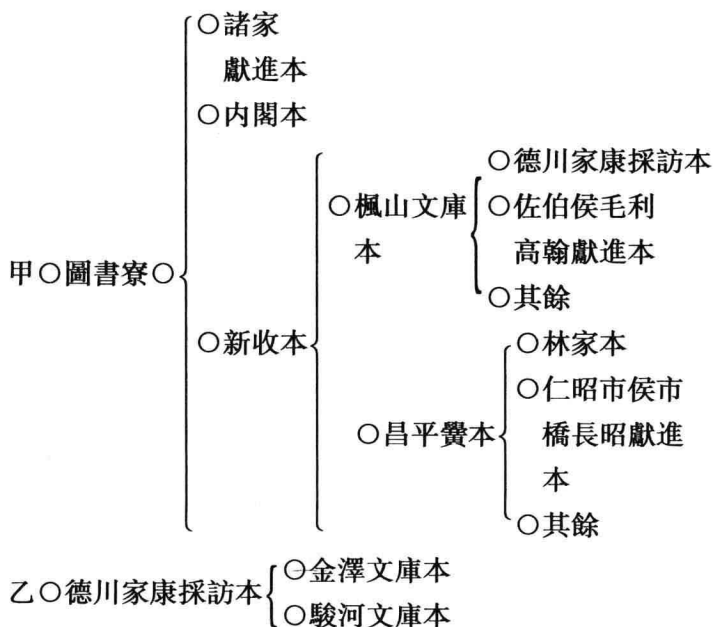 ○諸家
獻進本
○内閣本
○德川家康採訪本
○楓山文庫
本
○佐伯侯毛利
高翰獻進本
甲○圖書寮○
○其餘
○新收本
○林家本
○仁昭市侯市
橋長昭獻進
本
○昌平黌本
○其餘
乙○德川家康採訪本
○金澤文庫本
○駿河文庫本